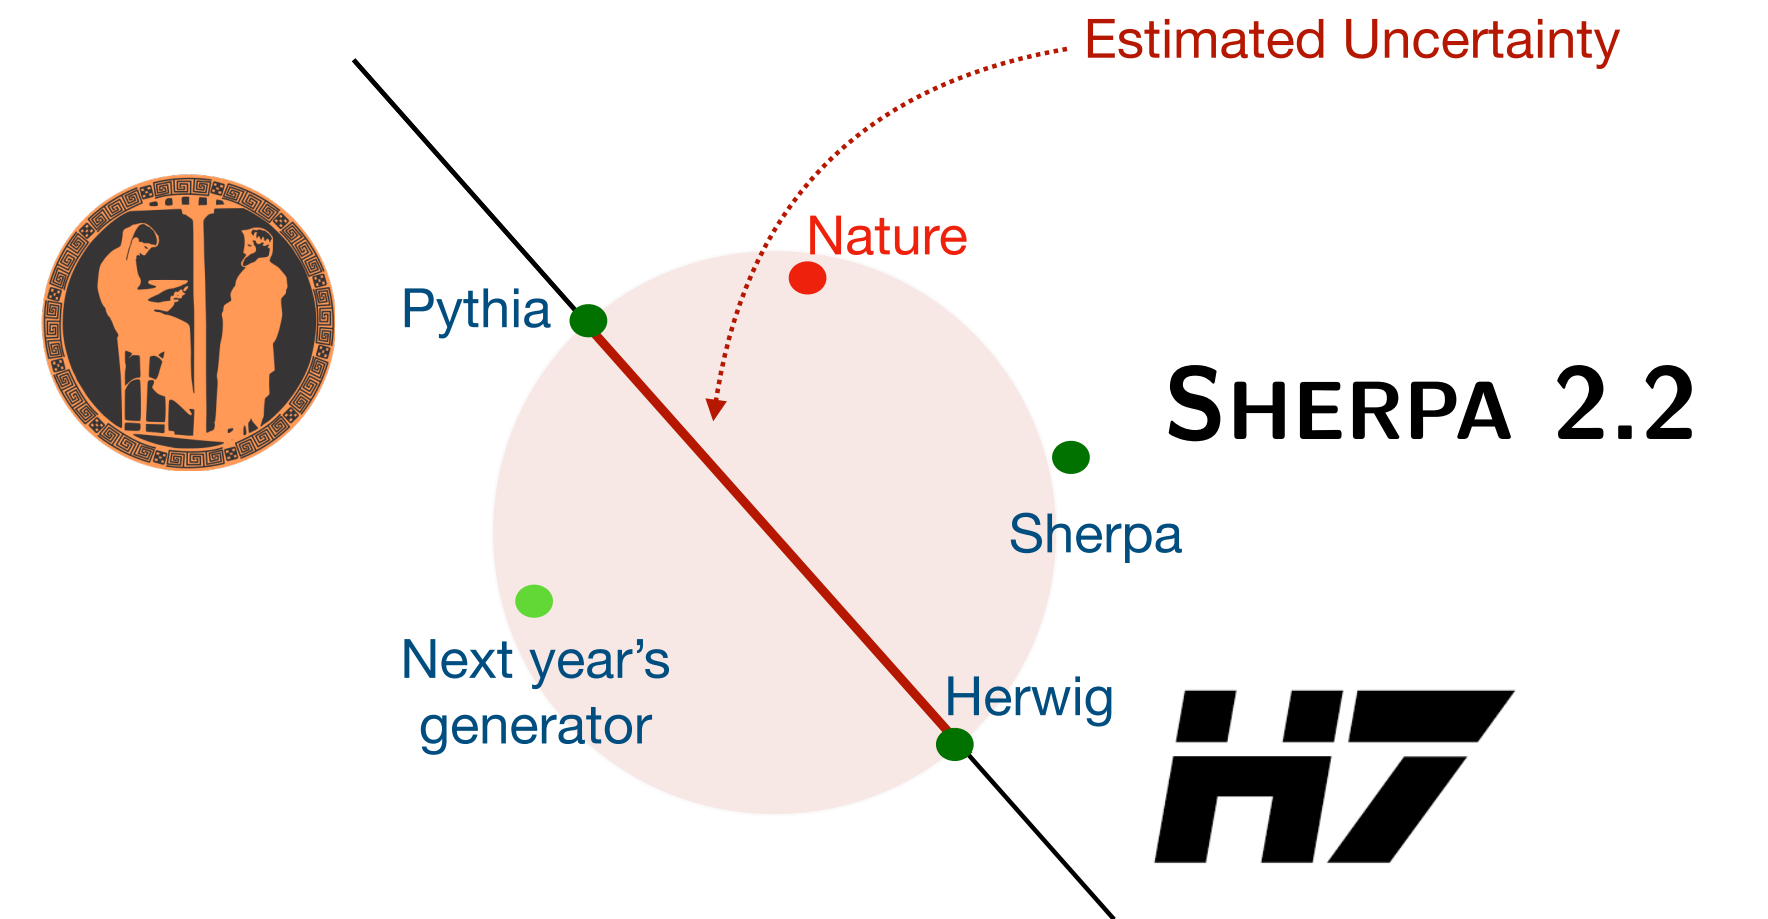 Estimated Uncertainty
Nature
Pythia
SHERPA 2.2
Sherpa
Next year’s
generator
Herwig
H7